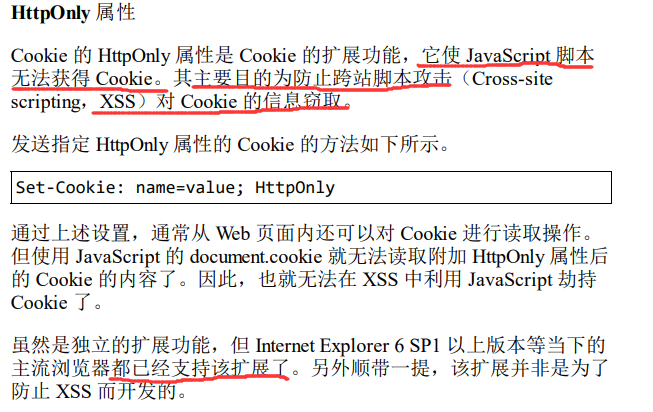 HttpOnly 属性
Cookie 的 HttpOnly 属性是 Cookie 的扩展功能，它使 JavaScript 脚本
无法获得 Cookie。其主要目的为防止跨站脚本攻击（Cross-site
scripting，XSS）对 Cookie 的信息窃取。
发送指定 HttpOnly 属性的 Cookie 的方法如下所示。
Set-Cookie: name=value; HttpOnly
通过上述设置，通常从 Web 页面内还可以对 Cookie 进行读取操作。
但使用 JavaScript 的 document.cookie 就无法读取附加 HttpOnly 属性后
的 Cookie 的内容了。因此，也就无法在 XSS 中利用 JavaScript 劫持
Cookie 了。
虽然是独立的扩展功能，但 Internet Explorer 6 SP1 以上版本等当下的
主流浏览器都已经支持该扩展了。另外顺带一提，该扩展并非是为了
防止 XSS 而开发的。